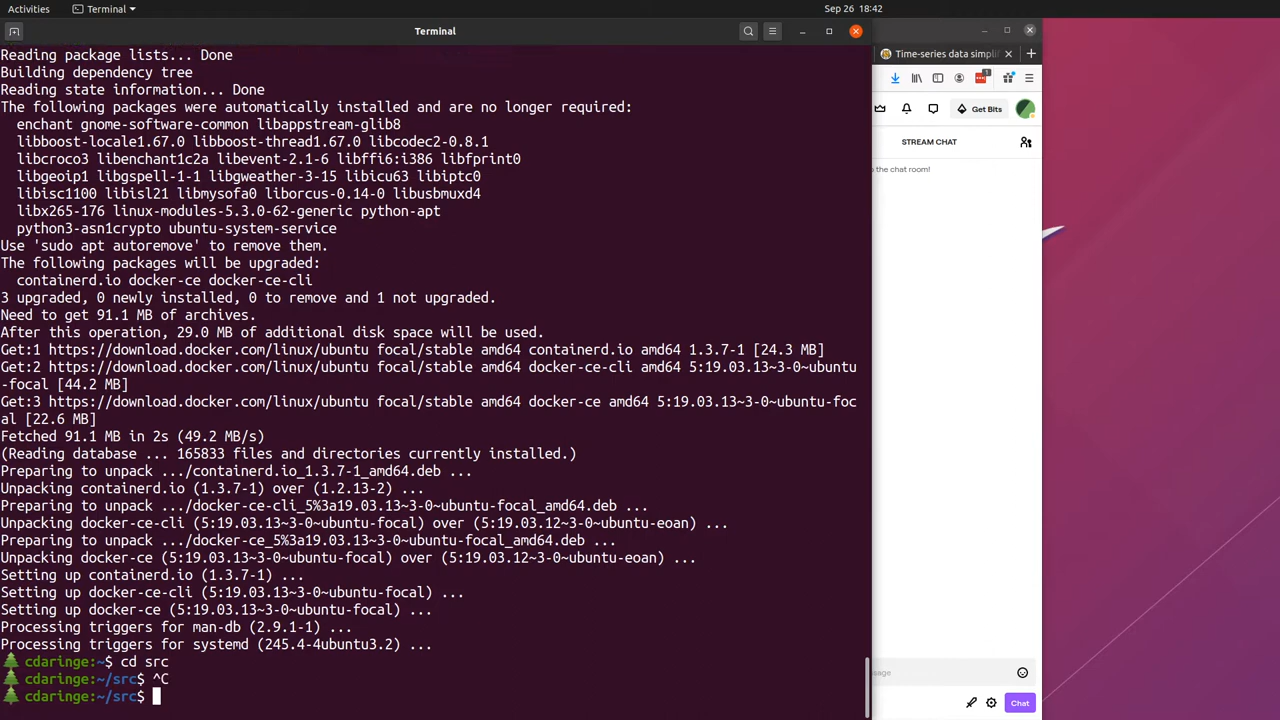 Activities
Terminal
Sep 26 18:42
Terminal
Reading package lists... Done
Building dependency tree
Reading state information... Done
The following packages were automatically installed and are no longer required:
  enchant gnome-software-common libappstream-glib8
  libboost-locale1.67.0 libboost-thread1.67.0 libcodec2-0.8.1
  libcroco3 libenchant1c2a libevent-2.1-6 libffi6:i386 libfprint0
  libgeoip1 libgspell-1-1 libgweather-3-15 libicu63 libiptc0
  libisc1100 libisl21 libmysofa0 liborcus-0.14-0 libusbmuxd4
  libx265-176 linux-modules-5.3.0-62-generic python-apt
  python3-asn1crypto ubuntu-system-service
Use 'sudo apt autoremove' to remove them.
The following packages will be upgraded:
  containerd.io docker-ce docker-ce-cli
3 upgraded, 0 newly installed, 0 to remove and 1 not upgraded.
Need to get 91.1 MB of archives.
After this operation, 29.0 MB of additional disk space will be used.
Get:1 https://download.docker.com/linux/ubuntu focal/stable amd64 containerd.io amd64 1.3.7-1 [24.3 MB]
Get:2 https://download.docker.com/linux/ubuntu focal/stable amd64 docker-ce-cli amd64 5:19.03.13~3-0~ubuntu
-focal [44.2 MB]
Get:3 https://download.docker.com/linux/ubuntu focal/stable amd64 docker-ce amd64 5:19.03.13~3-0~ubuntu-foc
al [22.6 MB]
Fetched 91.1 MB in 2s (49.2 MB/s)
(Reading database ... 165833 files and directories currently installed.)
Preparing to unpack .../containerd.io_1.3.7-1_amd64.deb ...
Unpacking containerd.io (1.3.7-1) over (1.2.13-2) ...
Preparing to unpack .../docker-ce-cli_5%3a19.03.13~3-0~ubuntu-focal_amd64.deb ...
Unpacking docker-ce-cli (5:19.03.13~3-0~ubuntu-focal) over (5:19.03.12~3-0~ubuntu-eoan) ...
Preparing to unpack .../docker-ce_5%3a19.03.13~3-0~ubuntu-focal_amd64.deb ...
Unpacking docker-ce (5:19.03.13~3-0~ubuntu-focal) over (5:19.03.12~3-0~ubuntu-eoan) ...
Setting up containerd.io (1.3.7-1) ...
Setting up docker-ce-cli (5:19.03.13~3-0~ubuntu-focal) ...
Setting up docker-ce (5:19.03.13~3-0~ubuntu-focal) ...
Processing triggers for man-db (2.9.1-1) ...
Processing triggers for systemd (245.4-4ubuntu3.2) ...
cdaringe:~$ cd src
cdaringe:~/src$ ^C
cdaringe:~/src$
Time-series data simpli
1
Get Bits
STREAM CHAT
the chat room!
Chat